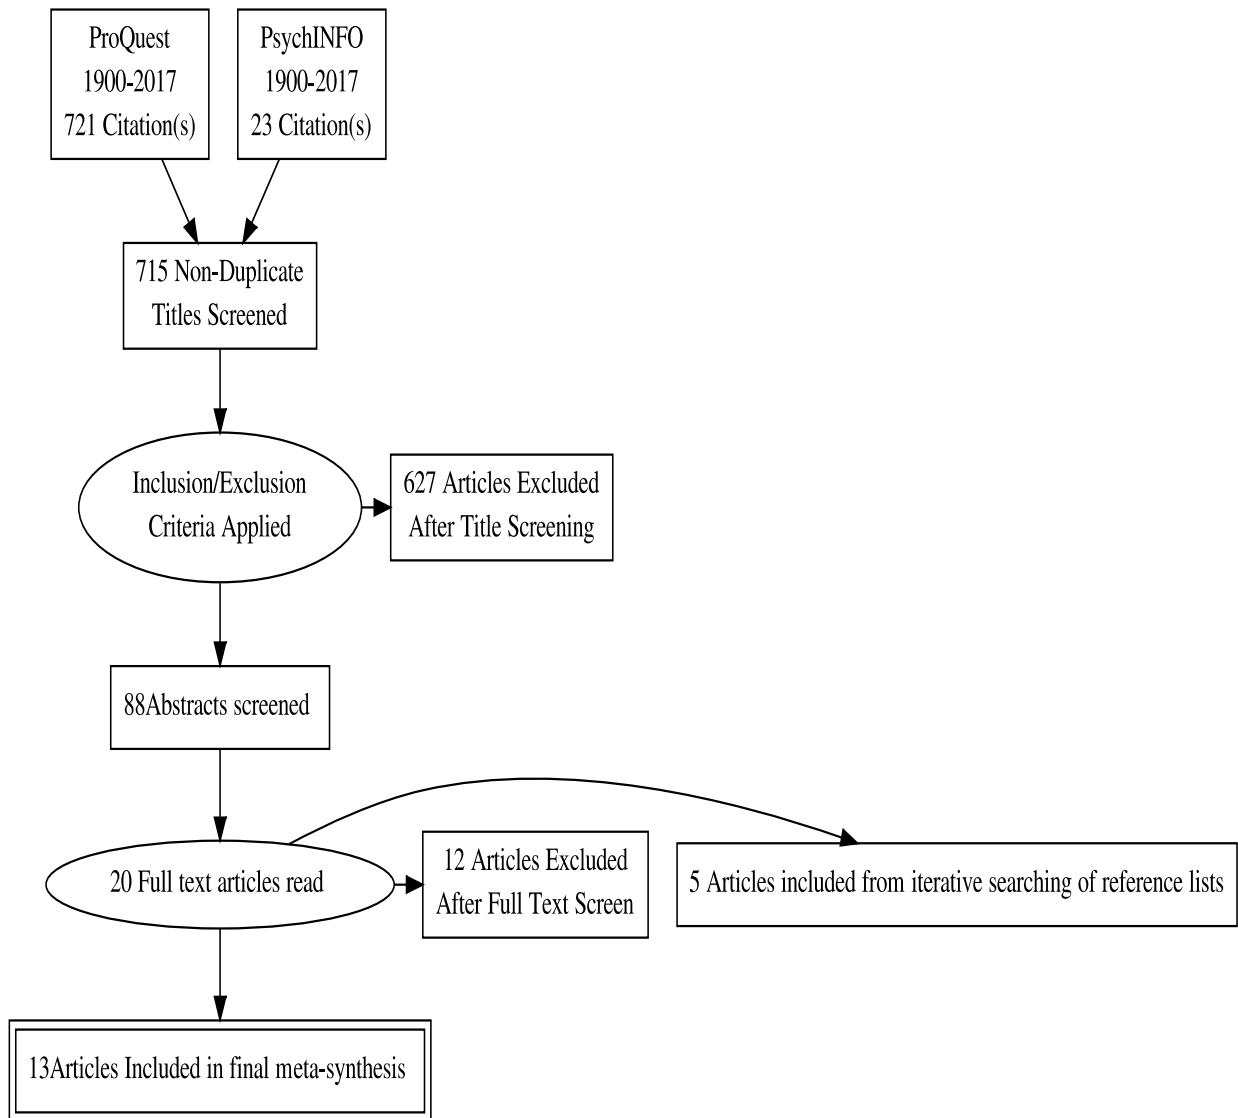 ProQuest
1900-2017
721 Citation(s)
PsychINFO
1900-2017
23 Citation(s)
715 Non-Duplicate
Titles Screened
Inclusion/Exclusion
Criteria Applied
627 Articles Excluded
After Title Screening
88Abstracts screened
20 Full text articles read
12 Articles Excluded
After Full Text Screen
5 Articles included from iterative searching of reference lists
13Articles Included in final meta-synthesis